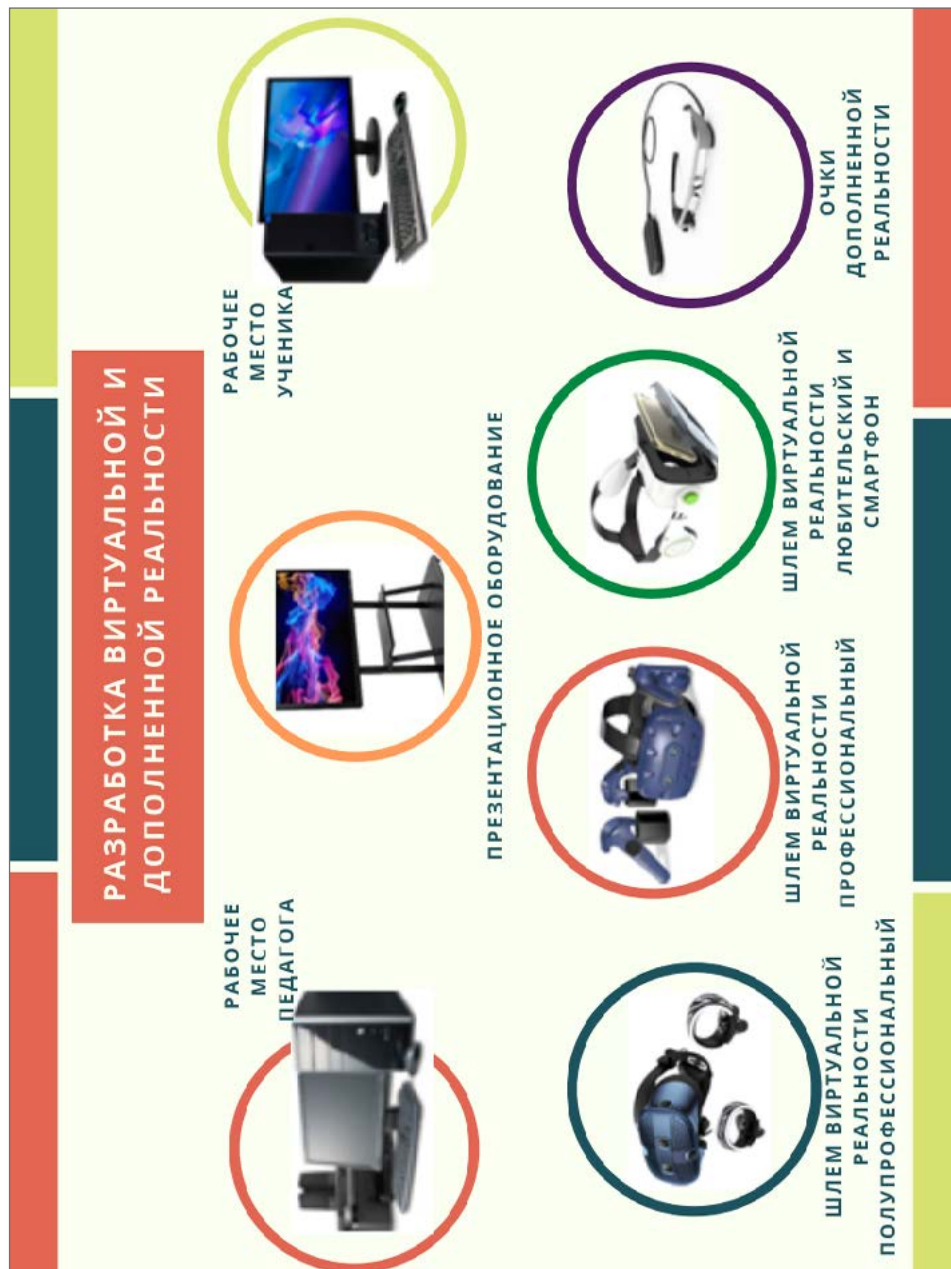 РАЗРАБОТКА ВИРТУАЛЬНОЙ И
ДОПОЛНЕННОЙ РЕАЛЬНОСТИ
РАБОЧЕЕ
МЕСТО
ПЕДАГОГА
ПРЕЗЕНТАЦИОННОЕ ОБОРУДОВАНИЕ
РАБОЧЕЕ
МЕСТО
УЧЕНИКА
ШЛЕМ ВИРТУАЛЬНОЙ
РЕАЛЬНОСТИ
ПОЛУПРОФЕССИОНАЛЬНЫЙ
ШЛЕМ ВИРТУАЛЬНОЙ
РЕАЛЬНОСТИ
ПРОФЕССИОНАЛЬНЫЙ
ШЛЕМ ВИРТУАЛЬНОЙ
РЕАЛЬНОСТИ
ЛЮБИТЕЛЬСКИЙ И
СМАРТФОН
ОЧКИ
ДОПОЛНЕННОЙ
РЕАЛЬНОСТИ